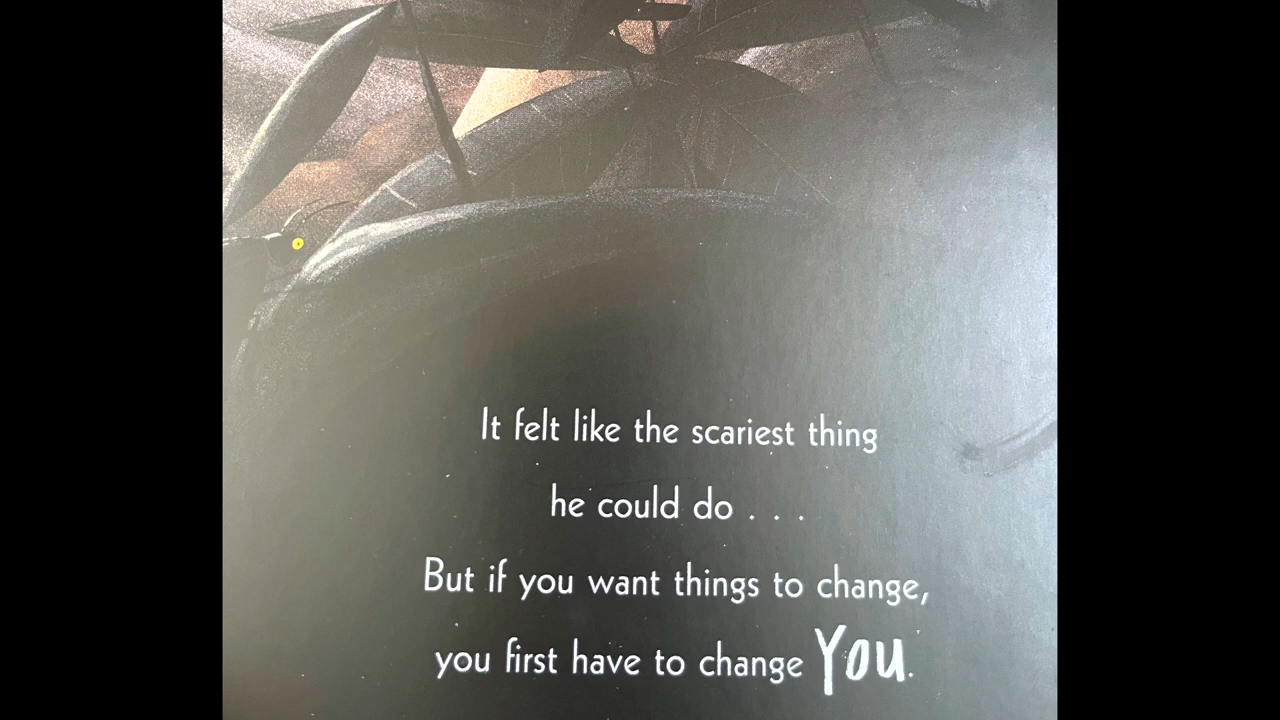 It felt like the scariest thing
he could do . . .
But if you want things to change,
you first have to change You.